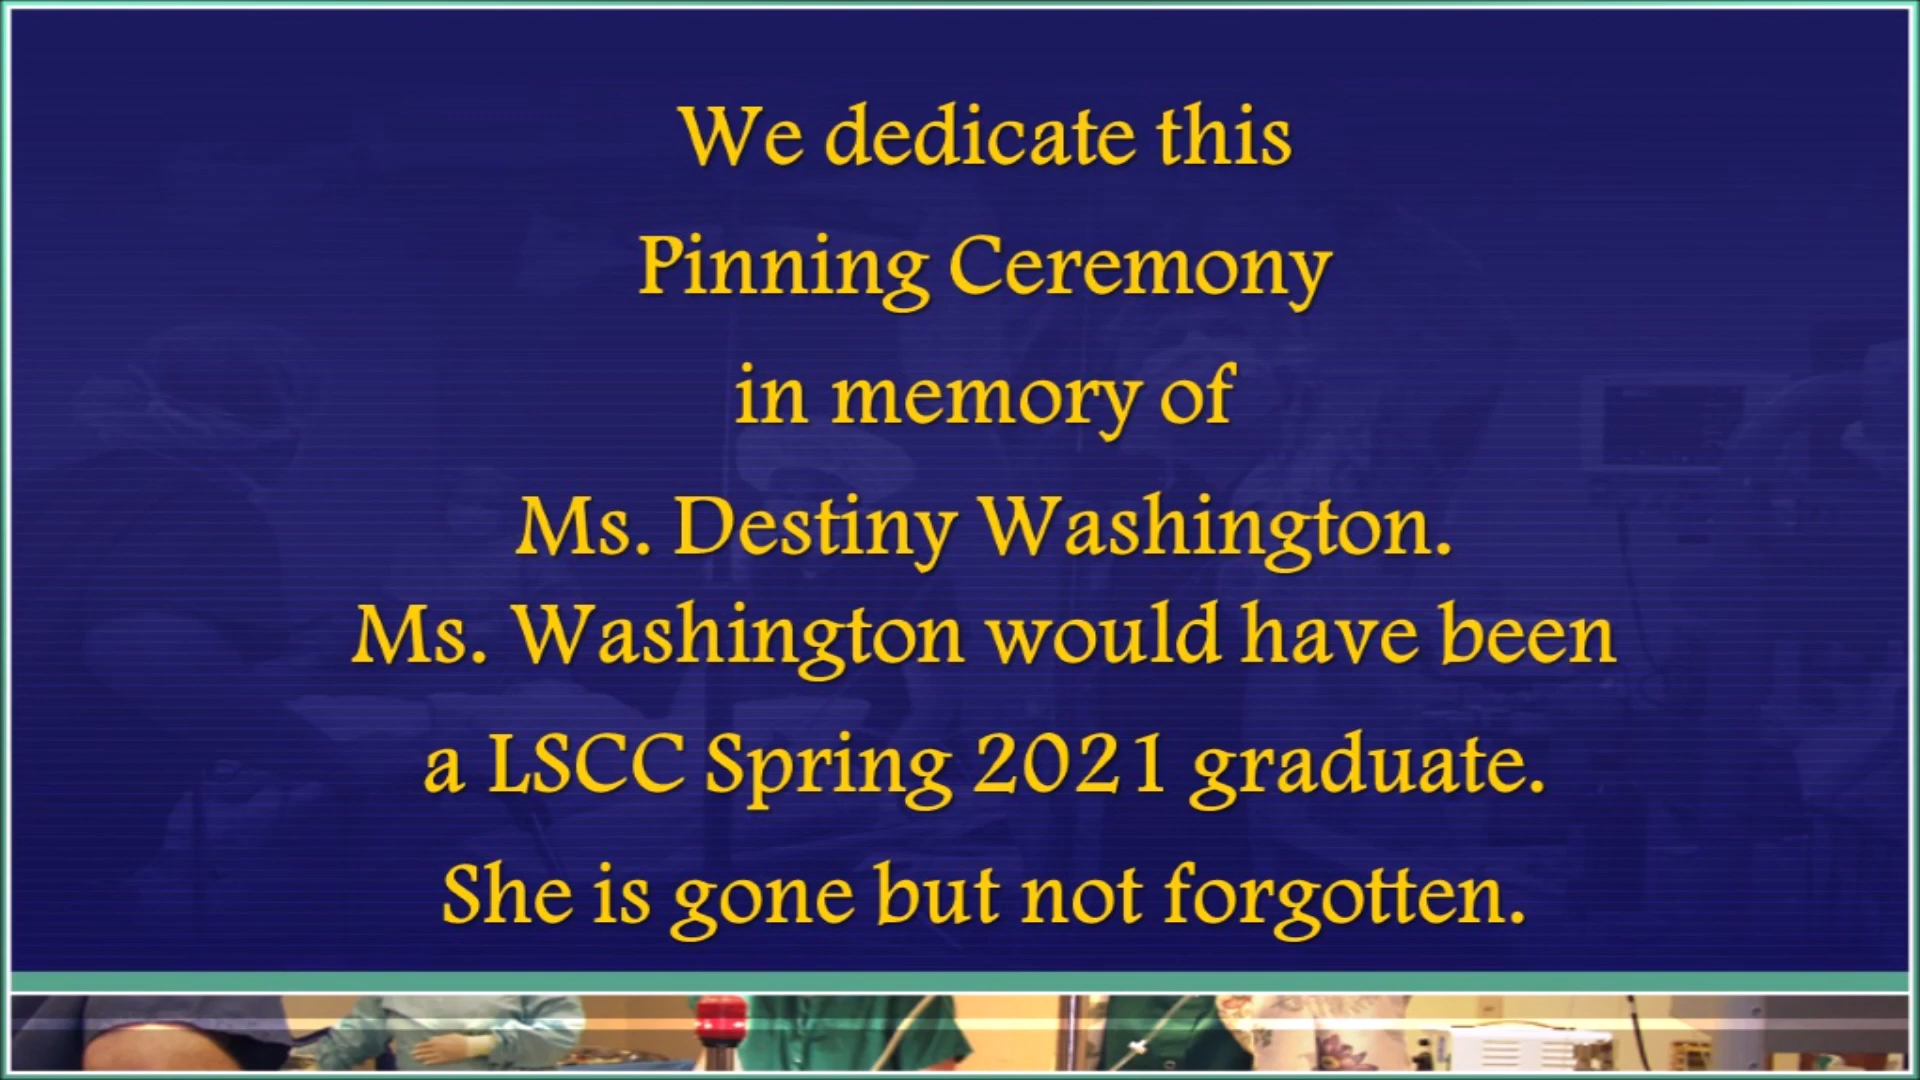 We dedicate this
Pinning Ceremony
in memory of
Ms. Destiny Washington.
Ms. Washington would have been
a LSCC Spring 2021 graduate.
She is gone but not forgotten.